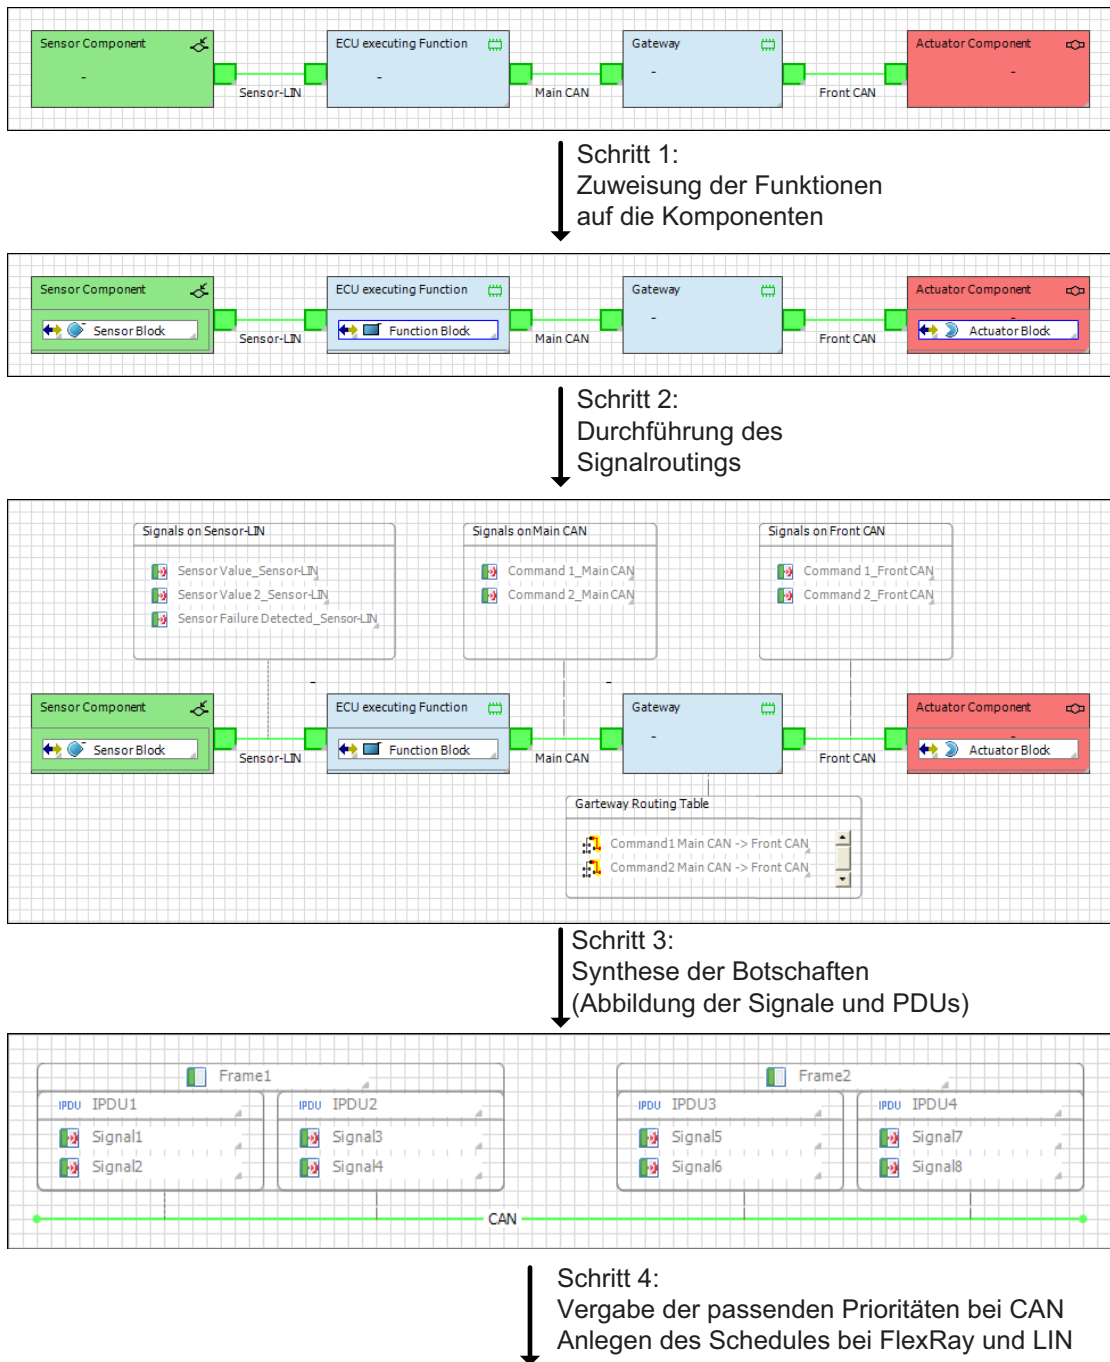 Sensor Component
ECU executing Function
Gateway
Actuator Component
-
-
-
-
Sensor-LIN
Main CAN
Front CAN
Schritt 1:
Zuweisung der Funktionen
auf die Komponenten
Sensor Component
ECU executing Function
Gateway
Actuator Component
-
-
Sensor Block
Function Block
Actuator Block
Sensor-LIN
Main CAN
Front CAN
Schritt 2:
Durchführung des
Signalroutings
Signals on Sensor-LIN
Sensor Value_Sensor-LIN
Sensor Value 2_Sensor-LIN
Sensor Failure Detected_Sensor-LIN
Signals on Main CAN
Command 1_Main CAN
Command 2_Main CAN
Signals on Front CAN
Command 1_Front CAN
Command 2_Front CAN
-
-
Sensor Component
ECU executing Function
Gateway
Actuator Component
-
-
Sensor Block
Function Block
Actuator Block
Sensor-LIN
Main CAN
Front CAN
Garteway Routing Table
Command1 Main CAN -> Front CAN
Command2 Main CAN -> Front CAN
Schritt 3:
Synthese der Botschaften
(Abbildung der Signale und PDUs)
Frame1
IPDU IPDU1
Signal1
Signal2
IPDU IPDU2
Signal3
Signal4
Frame2
IPDU IPDU3
Signal5
Signal6
IPDU IPDU4
Signal7
Signal8
CAN
Schritt 4:
Vergabe der passenden Prioritäten bei CAN
Anlegen des Schedules bei FlexRay und LIN